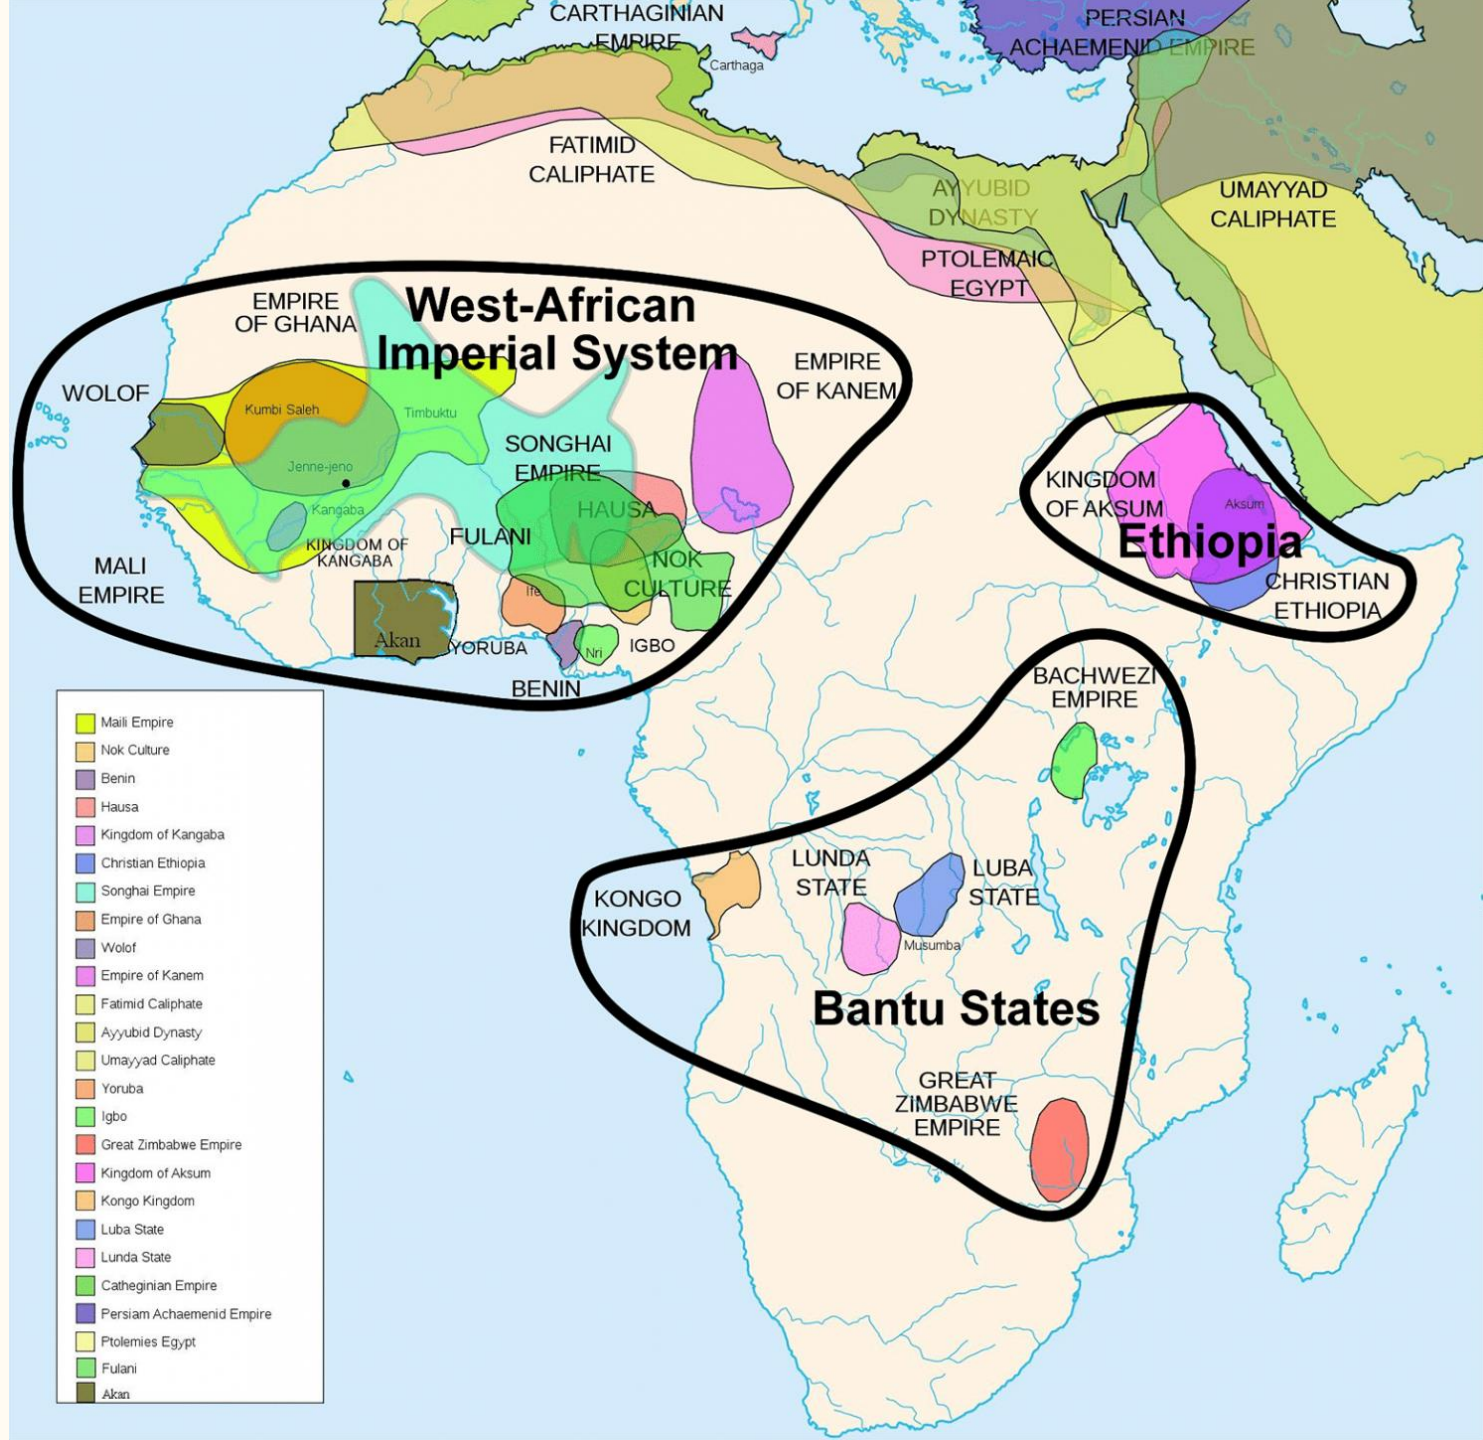 CARTHAGINIAN
EMPIRE
Carthaga
PERSIAN
ACHAEMENID EMPIRE
FATIMID
CALIPHATE
AYYUBID
DYNASTY
UMAYYAD
CALIPHATE
PTOLEMAIC
EGYPT
West-African
Imperial System
EMPIRE
OF GHANA
WOLOF
Kumbi Saleh
Timbuktu
EMPIRE
OF KANEM
SONGHAI
EMPIRE
Jenne-jeno
Kangaba
HAUSA
FULANI
KINGDOM OF
KANGABA
MALI
EMPIRE
NOK
CULTURE
Ife
Akan
YORUBA
Nri
IGBO
BENIN
KINGDOM
OF AKSUM
Aksum
Ethiopia
CHRISTIAN
ETHIOPIA
BACHWEZI
EMPIRE
KONGO
KINGDOM
LUNDA
STATE
LUBA
STATE
Musumba
Bantu States
GREAT
ZIMBABWE
EMPIRE
Maili Empire
Nok Culture
Benin
Hausa
Kingdom of Kangaba
Christian Ethiopia
Songhai Empire
Empire of Ghana
Wolof
Empire of Kanem
Fatimid Caliphate
Ayyubid Dynasty
Umayyad Caliphate
Yoruba
Igbo
Great Zimbabwe Empire
Kingdom of Aksum
Kongo Kingdom
Luba State
Lunda State
Catheginian Empire
Persiam Achaemenid Empire
Ptolemies Egypt
Fulani
Akan